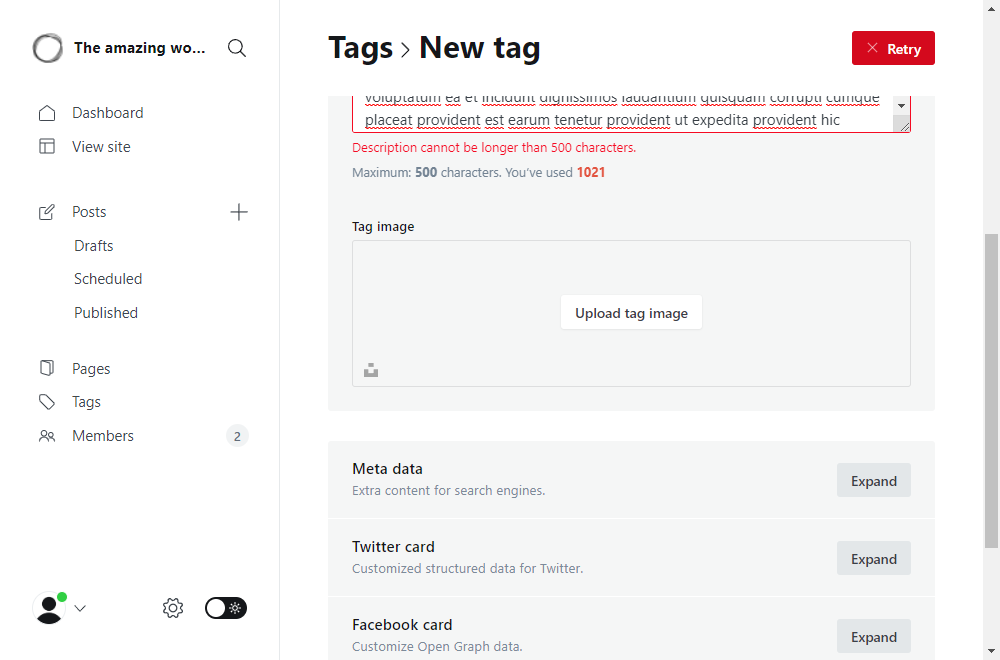 The amazing wo...
Dashboard
View site
Posts
Drafts
Scheduled
Published
Pages
Tags
Members
2
Tags > New tag
Retry
voluptatum ea et incidunt dignissimos laudantium quisquam corrupti cumque
placeat provident est earum tenetur provident ut expedita provident hic
Description cannot be longer than 500 characters.
Maximum: 500 characters. You've used 1021
Tag image
Upload tag image
Meta data
Extra content for search engines.
Expand
Twitter card
Customized structured data for Twitter.
Expand
Facebook card
Customize Open Graph data.
Expand